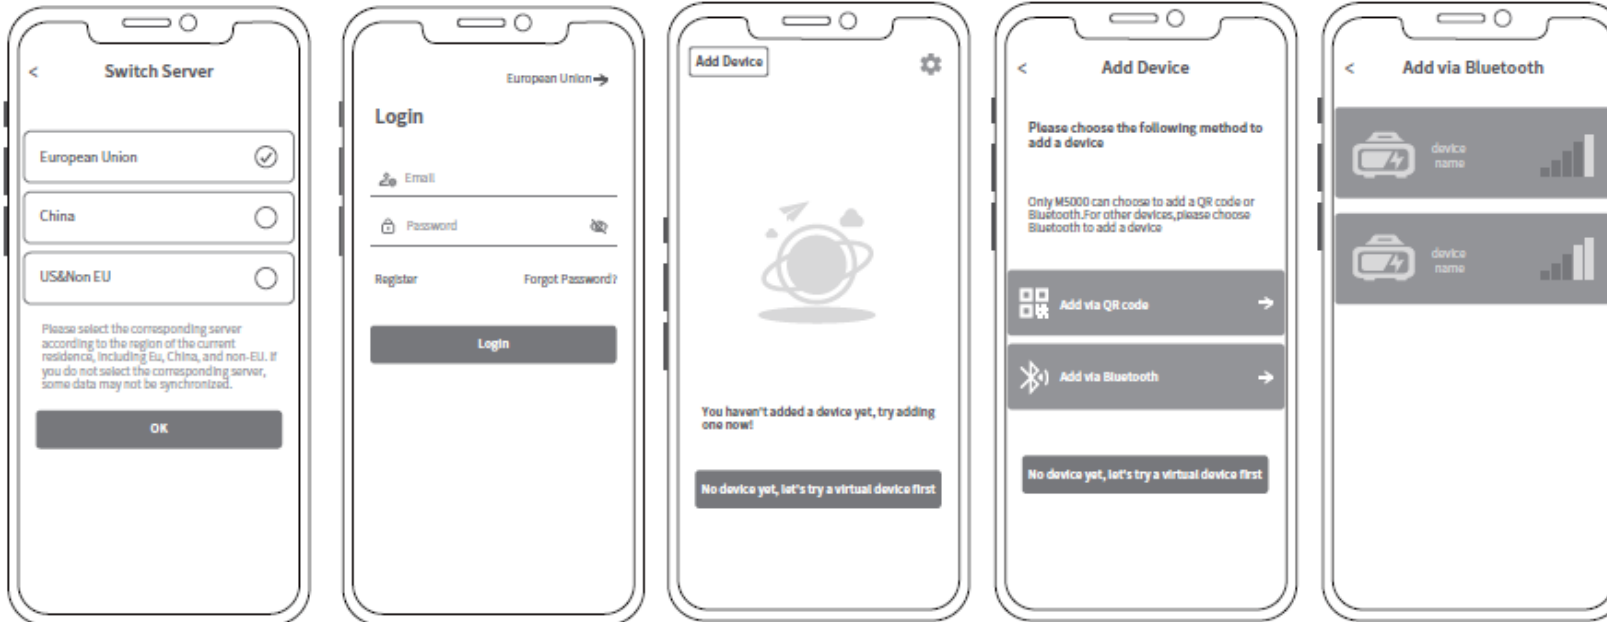 <
Switch Server
European Union
China
US&Non EU
Please select the corresponding server
according to the region of the current
residence, including Eu, China, and non-EU. If
you do not select the corresponding server,
some data may not be synchronized.
OK
European Union
Login
Email
Password
Register
Forgot Password?
Login
Add Device
You haven't added a device yet, try adding
one now!
No device yet, let's try a virtual device first
<
Add Device
Please choose the following method to
add a device
Only M5000 can choose to add a QR code or
Bluetooth.For other devices,please choose
Bluetooth to add a device
Add via QR code
Add via Bluetooth
No device yet, let's try a virtual device first
<
Add via Bluetooth
device
name
device
name